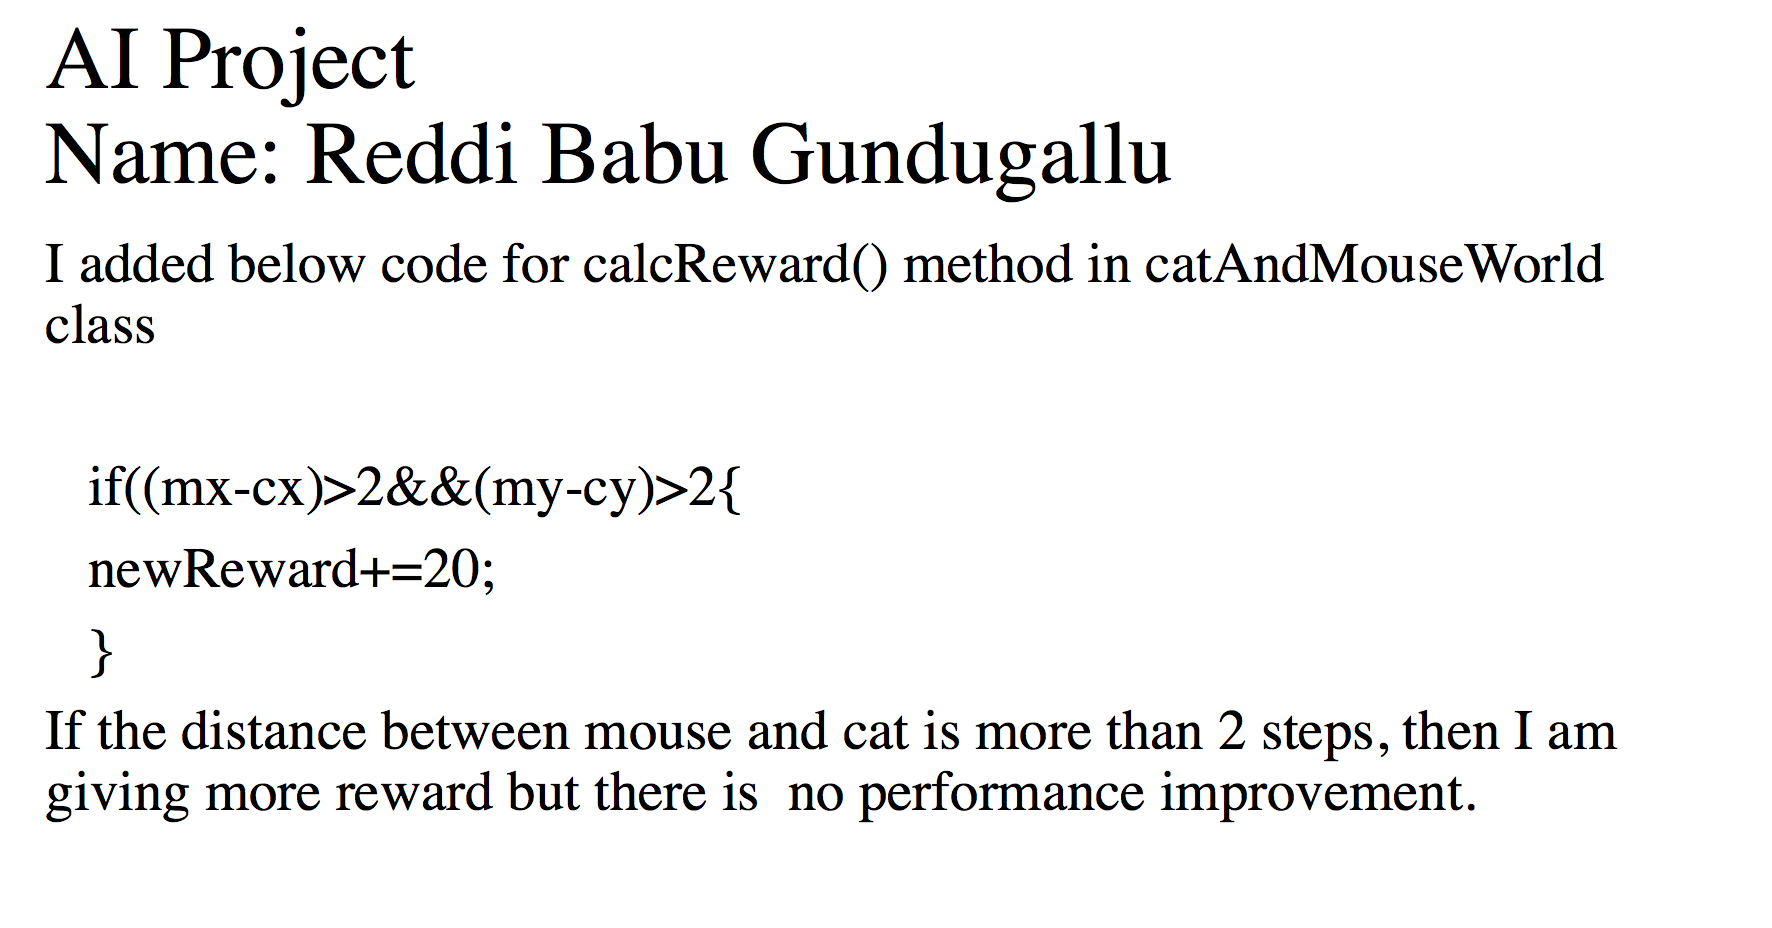 AI Project
Name: Reddi Babu Gundugallu
I added below code for calcReward() method in catAndMouseWorld
class
if((mx-cx)>2&&(my-cy)>2{
newReward+=20;
}
If the distance between mouse and cat is more than 2 steps, then I am
giving more reward but there is  no performance improvement.